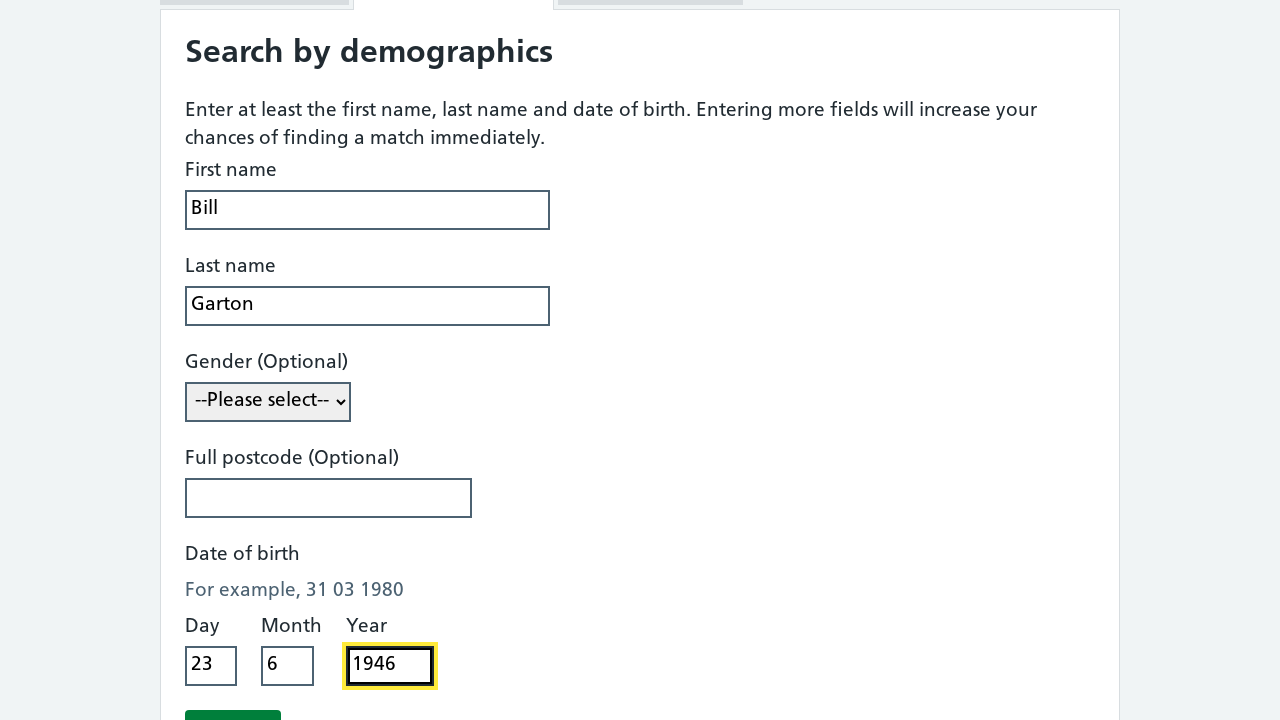 Search by demographics
Enter at least the first name, last name and date of birth. Entering more fields will increase your
chances of finding a match immediately.
First name
Bill
Last name
Garton
Gender (Optional)
--Please select--
Full postcode (Optional)
Date of birth
For example, 31 03 1980
Day Month Year
23 6 1946